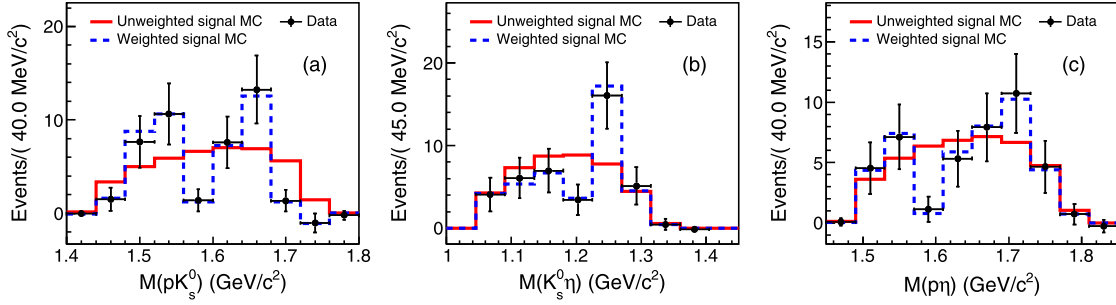 Events/( 40.0 MeV/c²)
20
10
0
Unweighted signal MC
Weighted signal MC
Data
(a)
1.4 1.5 1.6 1.7 1.8
M(pK⁰ₛ) (GeV/c²)
Events/( 45.0 MeV/c²)
20
10
0
Unweighted signal MC
Weighted signal MC
Data
(b)
1 1.1 1.2 1.3 1.4
M(K⁰ₛη) (GeV/c²)
Events/( 40.0 MeV/c²)
15
10
5
0
Unweighted signal MC
Weighted signal MC
Data
(c)
1.5 1.6 1.7 1.8
M(pη) (GeV/c²)